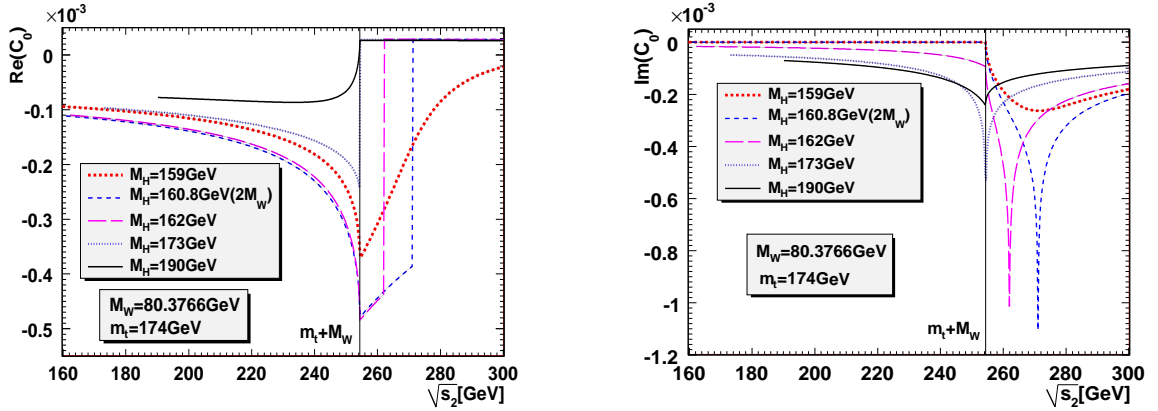 ×10⁻³
Re(C₀)
0
-0.1
-0.2
-0.3
-0.4
-0.5
M_H=159GeV
M_H=160.8GeV(2M_W)
M_H=162GeV
M_H=173GeV
M_H=190GeV
M_W=80.3766GeV
m_t=174GeV
m_t+M_W
160 180 200 220 240 260 280 300
√s₂[GeV]
×10⁻³
Im(C₀)
0
-0.2
-0.4
-0.6
-0.8
-1
-1.2
M_H=159GeV
M_H=160.8GeV(2M_W)
M_H=162GeV
M_H=173GeV
M_H=190GeV
M_W=80.3766GeV
m_t=174GeV
m_t+M_W
160 180 200 220 240 260 280 300
√s₂[GeV]